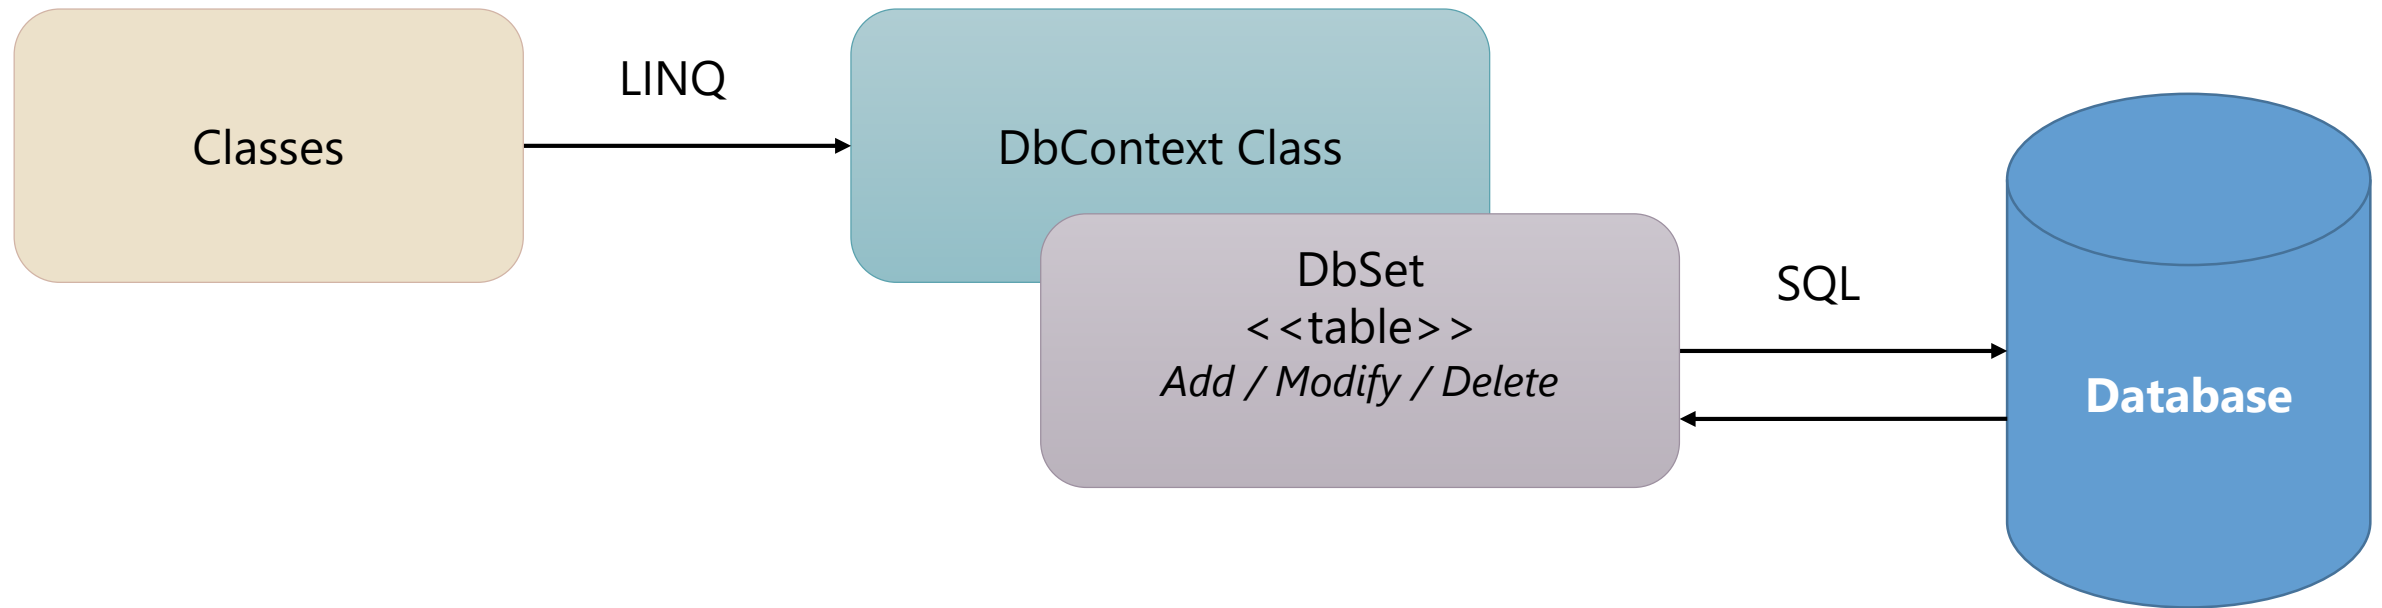 Classes
LINQ
DbContext Class
DbSet
<<table>>
Add / Modify / Delete
SQL
Database